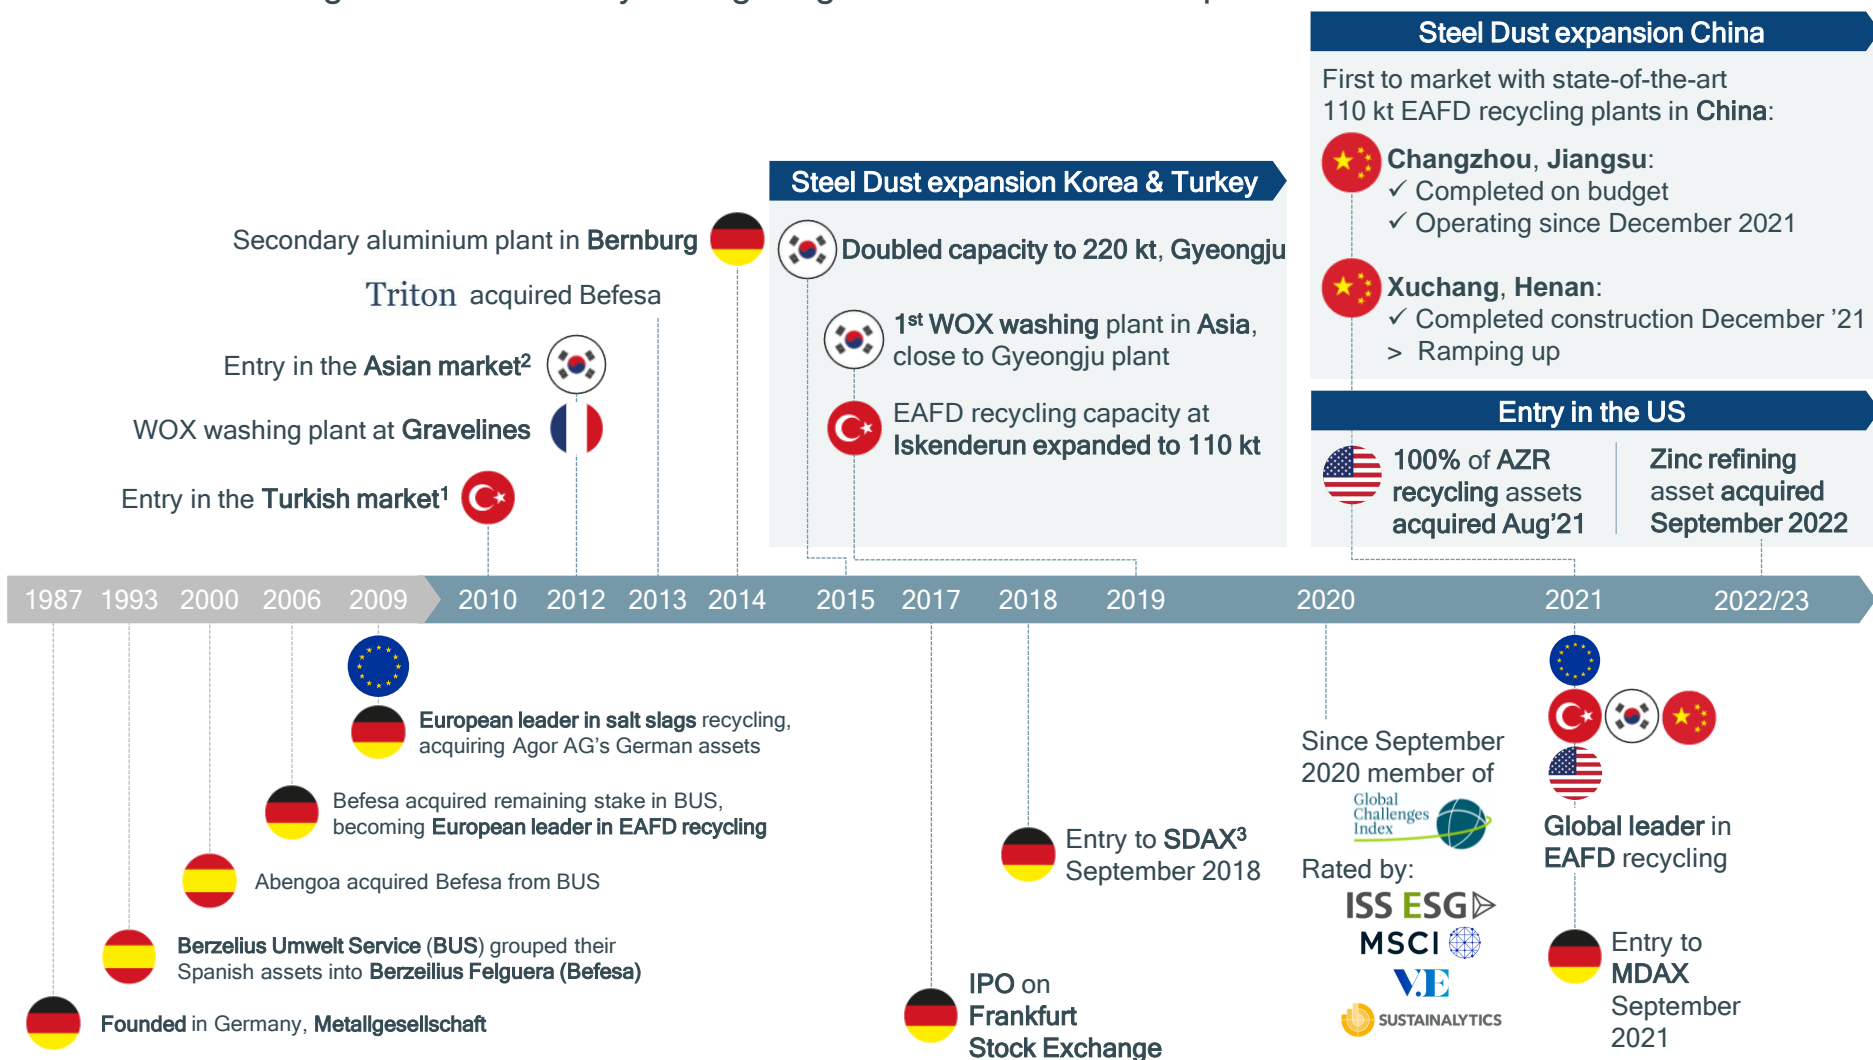 Steel Dust expansion China
First to market with state-of-the-art
110 kt EAFD recycling plants in China:
Changzhou, Jiangsu:
✓ Completed on budget
✓ Operating since December 2021
Xuchang, Henan:
✓ Completed construction December ’21
> Ramping up
Steel Dust expansion Korea & Turkey
Doubled capacity to 220 kt, Gyeongju
1st WOX washing plant in Asia,
close to Gyeongju plant
EAFD recycling capacity at
Iskenderun expanded to 110 kt
Secondary aluminium plant in Bernburg
Triton acquired Befesa
Entry in the Asian market2
WOX washing plant at Gravelines
Entry in the Turkish market1
Entry in the US
100% of AZR
recycling assets
acquired Aug’21
Zinc refining
asset acquired
September 2022
1987 1993 2000 2006 2009 2010 2012 2013 2014 2015 2017 2018 2019 2020 2021 2022/23
European leader in salt slags recycling,
acquiring Agor AG’s German assets
Befesa acquired remaining stake in BUS,
becoming European leader in EAFD recycling
Abengoa acquired Befesa from BUS
Berzelius Umwelt Service (BUS) grouped their
Spanish assets into Berzeilius Felguera (Befesa)
Founded in Germany, Metallgesellschaft
IPO on
Frankfurt
Stock Exchange
Entry to SDAX3
September 2018
Since September
2020 member of
Global
Challenges
Index
Rated by:
ISS ESG
MSCI
V.E
SUSTAINALYTICS
Global leader in
EAFD recycling
Entry to
MDAX
September
2021